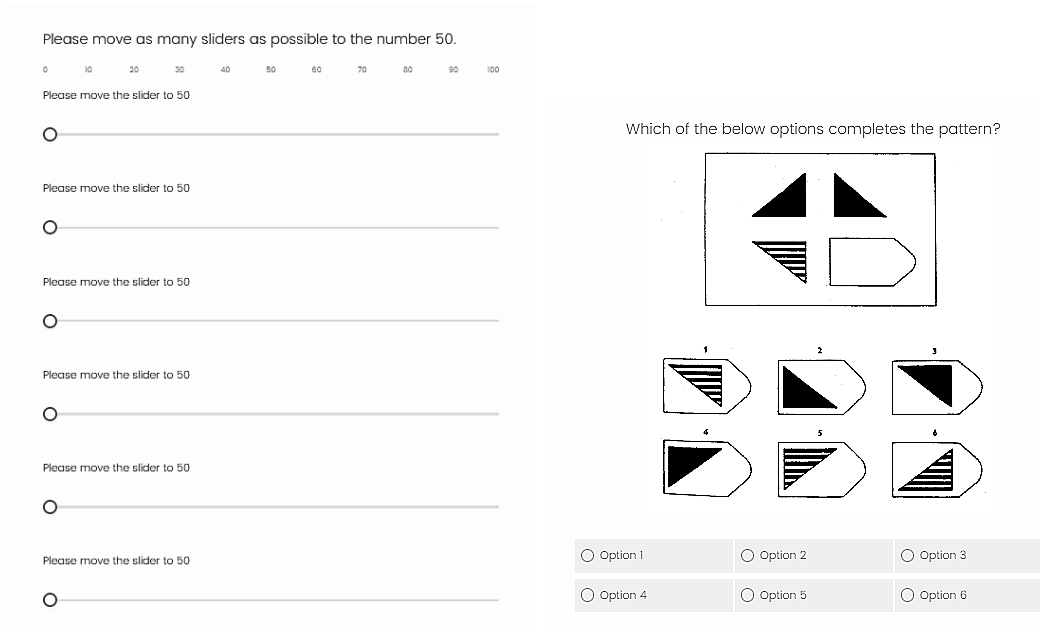 Please move as many sliders as possible to the number 50.
0 10 20 30 40 50 60 70 80 90 100
Please move the slider to 50
Please move the slider to 50
Please move the slider to 50
Please move the slider to 50
Please move the slider to 50
Please move the slider to 50
Which of the below options completes the pattern?
1 2 3
4 5 6
Option 1 Option 2 Option 3
Option 4 Option 5 Option 6